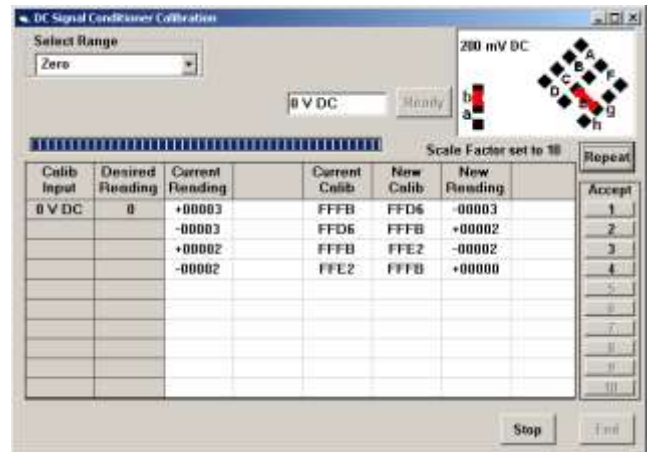 DC Signal Conditioner Calibration
Select Range
Zero
200 mV DC
0 V DC
Ready
A
B
F
C
D
E
g
h
b
a
Scale Factor set to 10
Repeat
Calib Input Desired Reading Current Reading Current Calib New Calib New Reading
Accept
0 V DC 0 +00003 FFFB FFD6 -00003 1
-00003 FFD6 FFFB +00002 2
+00002 FFFB FFE2 -00002 3
-00002 FFE2 FFFB +00000 4
5
6
7
8
9
10
Stop
End